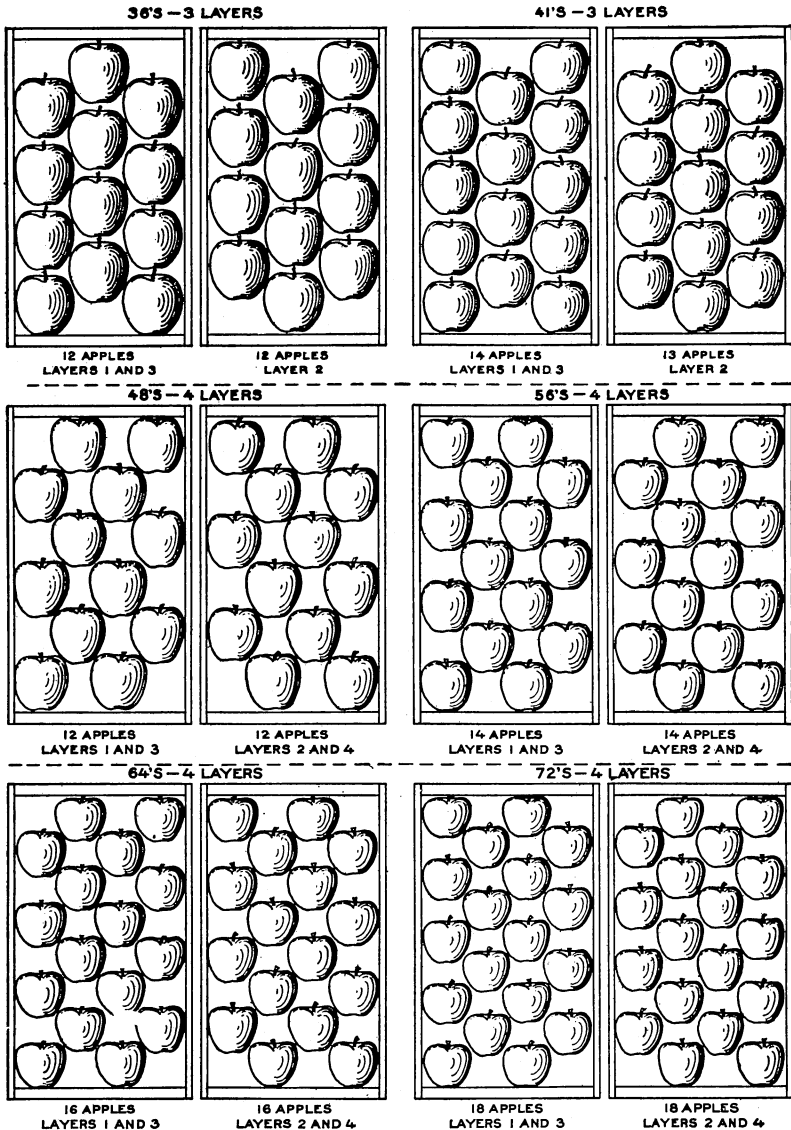 36'S—3 LAYERS
41'S—3 LAYERS
12 APPLES
LAYERS 1 AND 3
12 APPLES
LAYER 2
14 APPLES
LAYERS 1 AND 3
13 APPLES
LAYER 2
48'S—4 LAYERS
56'S—4 LAYERS
12 APPLES
LAYERS 1 AND 3
12 APPLES
LAYERS 2 AND 4
14 APPLES
LAYERS 1 AND 3
14 APPLES
LAYERS 2 AND 4
64'S—4 LAYERS
72'S—4 LAYERS
16 APPLES
LAYERS 1 AND 3
16 APPLES
LAYERS 2 AND 4
18 APPLES
LAYERS 1 AND 3
18 APPLES
LAYERS 2 AND 4